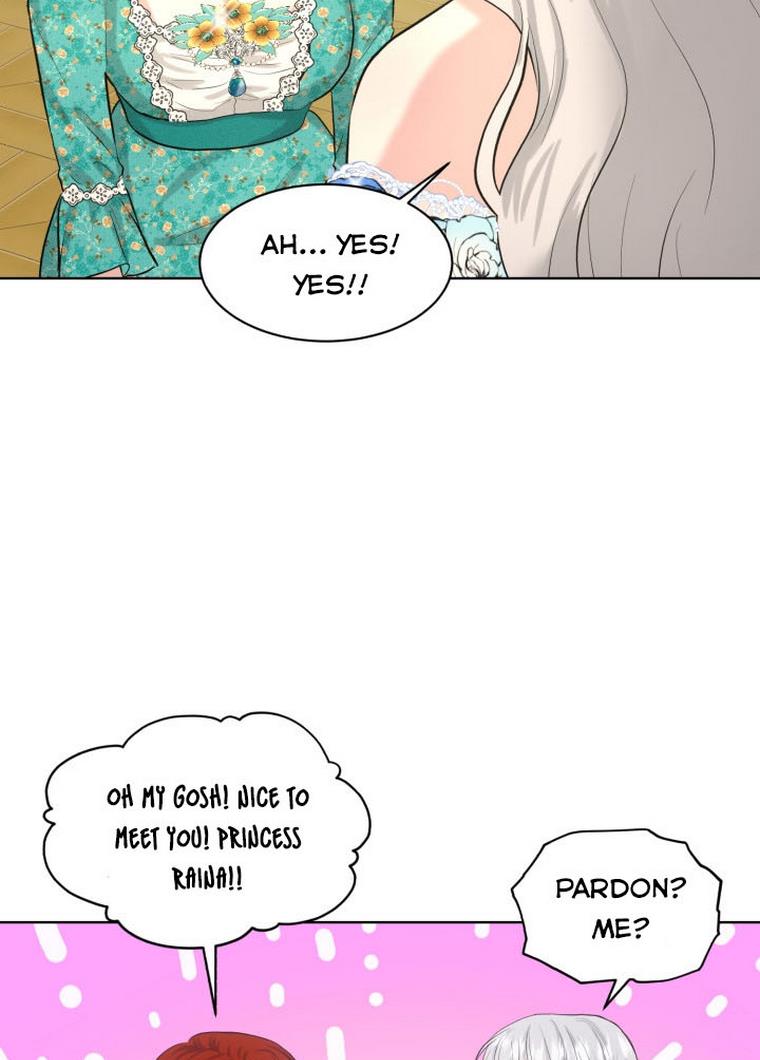 AH... YES!
YES!!
OH MY GOSH! NICE TO
MEET YOU! PRINCESS
RAINA!!
PARDON?
ME?